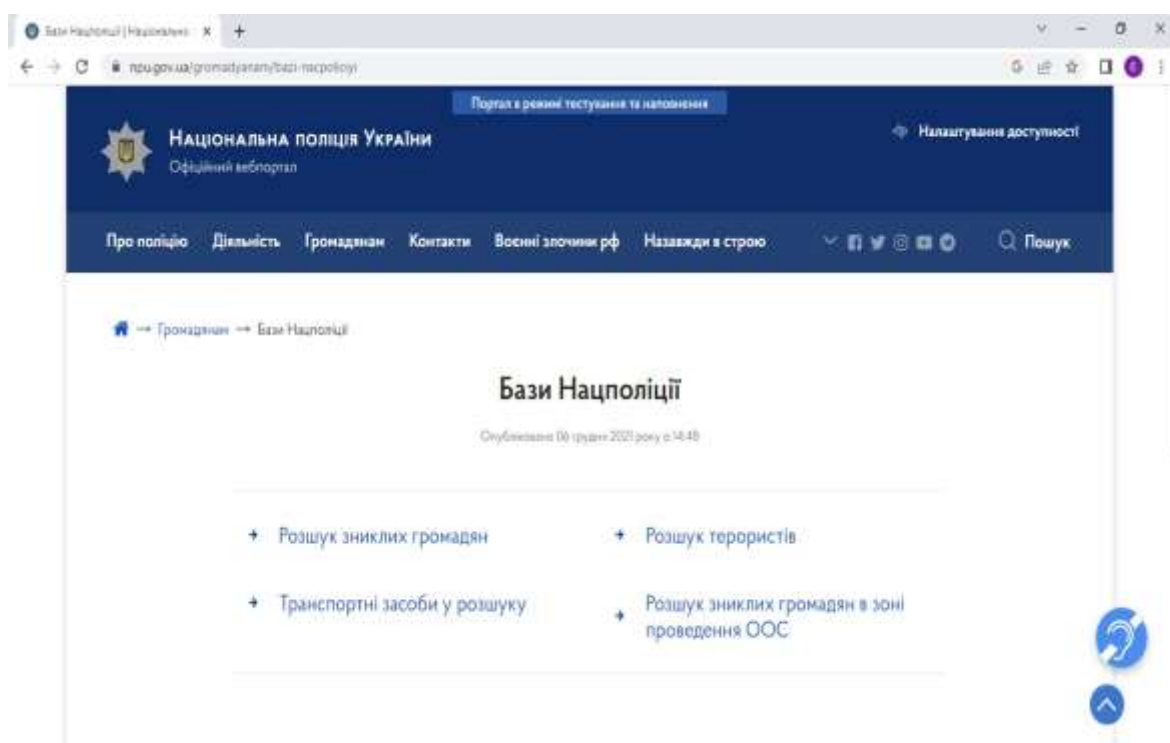 Бази Нацполіції | Національна
npu.gov.ua/gromadyanam/bazi-nacpoliciyi
Портал в режимі тестування та наповнення
Національна поліція України
Офіційний вебпортал
Налаштування доступності
Про поліцію Діяльність Громадянам Контакти Воєнні злочини рф Назавжди в строю Пошук
→ Громадянам → Бази Нацполіції
Бази Нацполіції
Опубліковано 06 грудня 2021 року о 14:48
Розшук зниклих громадян
Розшук терористів
Транспортні засоби у розшуку
Розшук зниклих громадян в зоні
проведення ООС